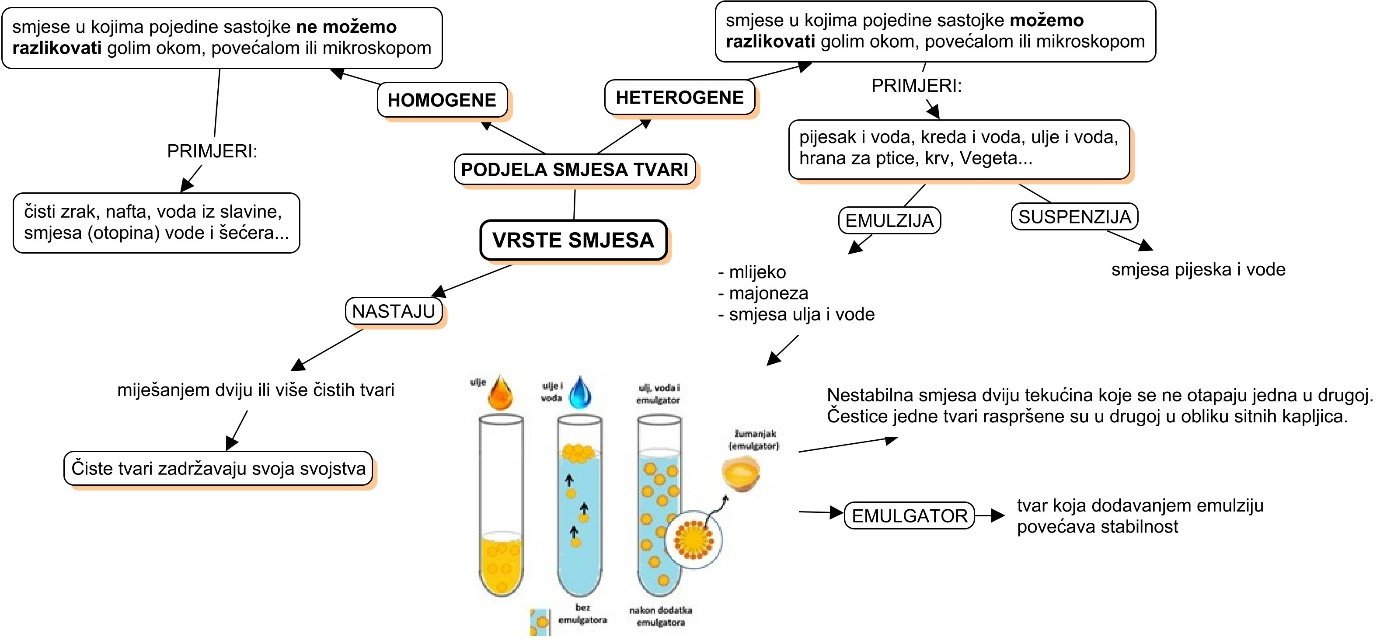 smjese u kojima pojedine sastojke ne možemo
razlikovati golim okom, povećalom ili mikroskopom
smjese u kojima pojedine sastojke možemo
razlikovati golim okom, povećalom ili mikroskopom
HOMOGENE
HETEROGENE
PRIMJERI:
PRIMJERI:
pijesak i voda, kreda i voda, ulje i voda,
hrana za ptice, krv, Vegeta...
PODJELA SMJESA TVARI
čisti zrak, nafta, voda iz slavine,
smjesa (otopina) vode i šećera...
EMULZIJA
SUSPENZIJA
VRSTE SMJESA
- mlijeko
- majoneza
- smjesa ulja i vode
smjesa pijeska i vode
NASTAJU
miješanjem dviju ili više čistih tvari
Čiste tvari zadržavaju svoja svojstva
ulje
ulje i
voda
ulj, voda i
emulgator
žumanjak
(emulgator)
bez
emulgatora
nakon dodatka
emulgatora
Nestabilna smjesa dviju tekućina koje se ne otapaju jedna u drugoj.
Čestice jedne tvari raspršene su u drugoj u obliku sitnih kapljica.
EMULGATOR
tvar koja dodavanjem emulziju
povećava stabilnost